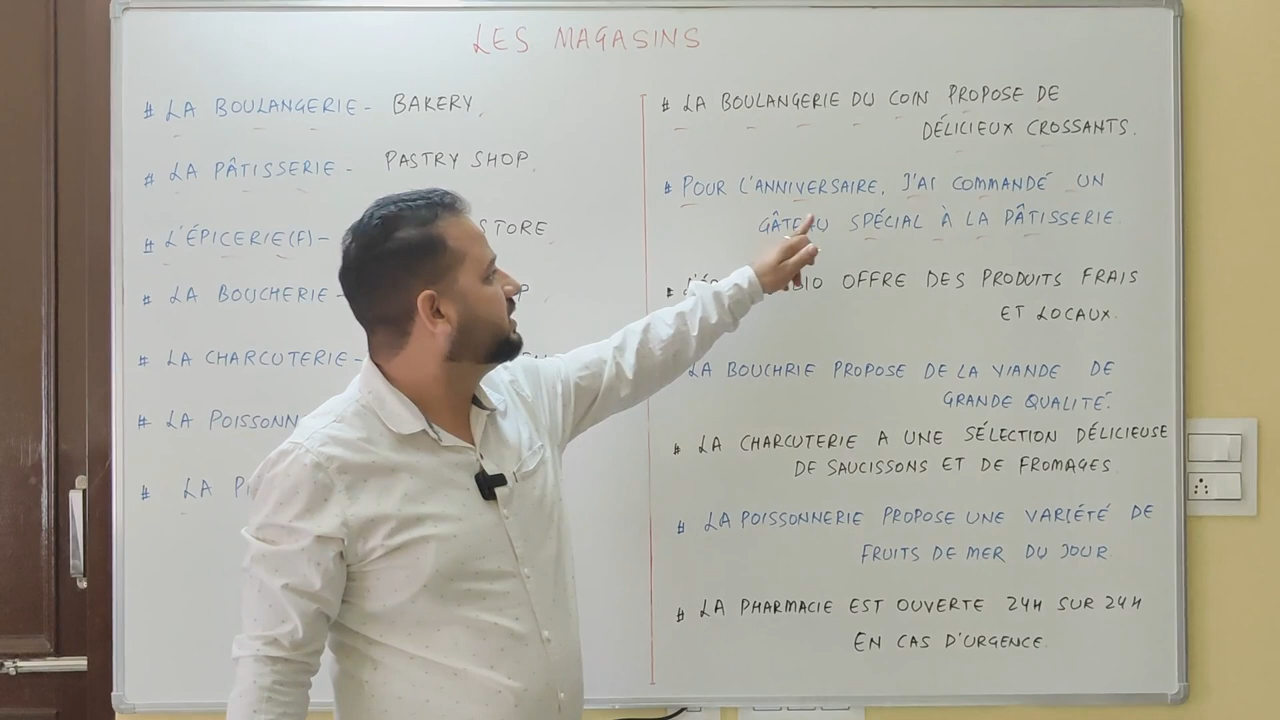 LES MAGASINS
# LA BOULANGERIE - BAKERY.
# LA PÂTISSERIE - PASTRY SHOP.
# L'ÉPICERIE(F) - STORE
# LA BOUCHERIE -
# LA CHARCUTERIE -
# LA
# LA
# LA BOULANGERIE DU COIN PROPOSE DE
DÉLICIEUX CROSSANTS.
# POUR L'ANNIVERSAIRE, J'AI COMMANDÉ UN
GÂTEAU SPÉCIAL À LA PÂTISSERIE.
# BIO OFFRE DES PRODUITS FRAIS
ET LOCAUX.
LA BOUCHRIE PROPOSE DE LA VIANDE DE
GRANDE QUALITÉ.
# LA CHARCUTERIE A UNE SÉLECTION DÉLICIEUSE
DE SAUCISSONS ET DE FROMAGES.
# LA POISSONNERIE PROPOSE UNE VARIÉTÉ DE
FRUITS DE MER DU JOUR.
# LA PHARMACIE EST OUVERTE 24H SUR 24H
EN CAS D'URGENCE.